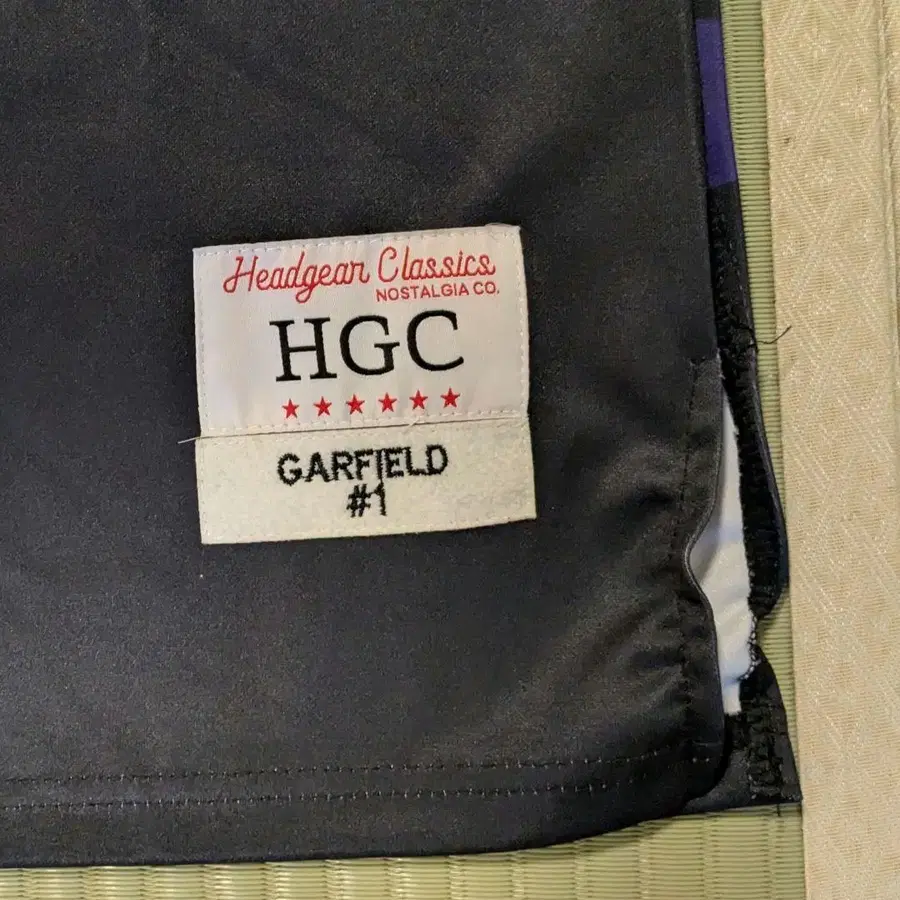 Headgear Classics
NOSTALGIA CO.
HGC
GARFIELD
#1